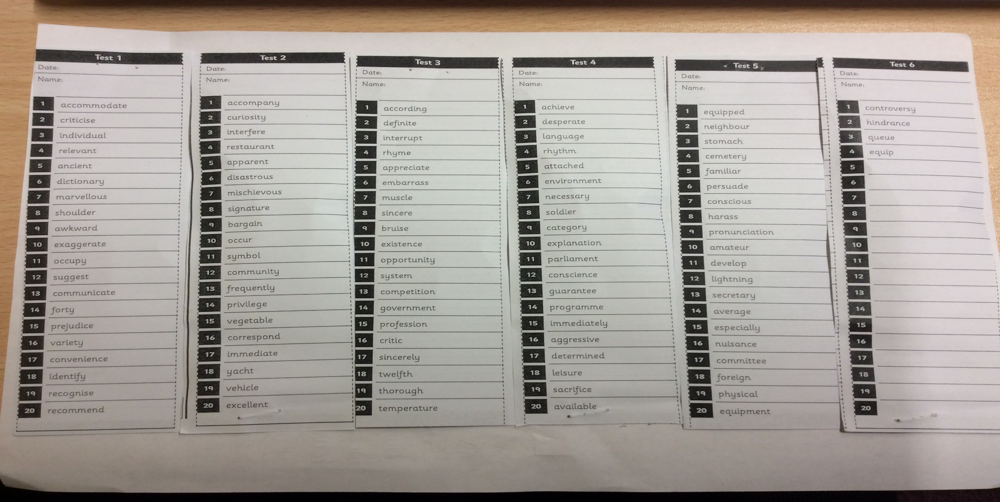 Test 1
Date:
Name:
1 accommodate
2 criticise
3 individual
4 relevant
5 ancient
6 dictionary
7 marvellous
8 shoulder
9 awkward
10 exaggerate
11 occupy
12 suggest
13 communicate
14 forty
15 prejudice
16 variety
17 convenience
18 identify
19 recognise
20 recommend
Test 2
Date:
Name:
1 accompany
2 curiosity
3 interfere
4 restaurant
5 apparent
6 disastrous
7 mischievous
8 signature
9 bargain
10 occur
11 symbol
12 community
13 frequently
14 privilege
15 vegetable
16 correspond
17 immediate
18 yacht
19 vehicle
20 excellent
Test 3
Date:
Name:
1 according
2 definite
3 interrupt
4 rhyme
5 appreciate
6 embarrass
7 muscle
8 sincere
9 bruise
10 existence
11 opportunity
12 system
13 competition
14 government
15 profession
16 critic
17 sincerely
18 twelfth
19 thorough
20 temperature
Test 4
Date:
Name:
1 achieve
2 desperate
3 language
4 rhythm
5 attached
6 environment
7 necessary
8 soldier
9 category
10 explanation
11 parliament
12 conscience
13 guarantee
14 programme
15 immediately
16 aggressive
17 determined
18 leisure
19 sacrifice
20 available
Test 5
Date:
Name:
1 equipped
2 neighbour
3 stomach
4 cemetery
5 familiar
6 persuade
7 conscious
8 harass
9 pronunciation
10 amateur
11 develop
12 lightning
13 secretary
14 average
15 especially
16 nuisance
17 committee
18 foreign
19 physical
20 equipment
Test 6
Date:
Name:
1 controversy
2 hindrance
3 queue
4 equip
5
6
7
8
9
10
11
12
13
14
15
16
17
18
19
20